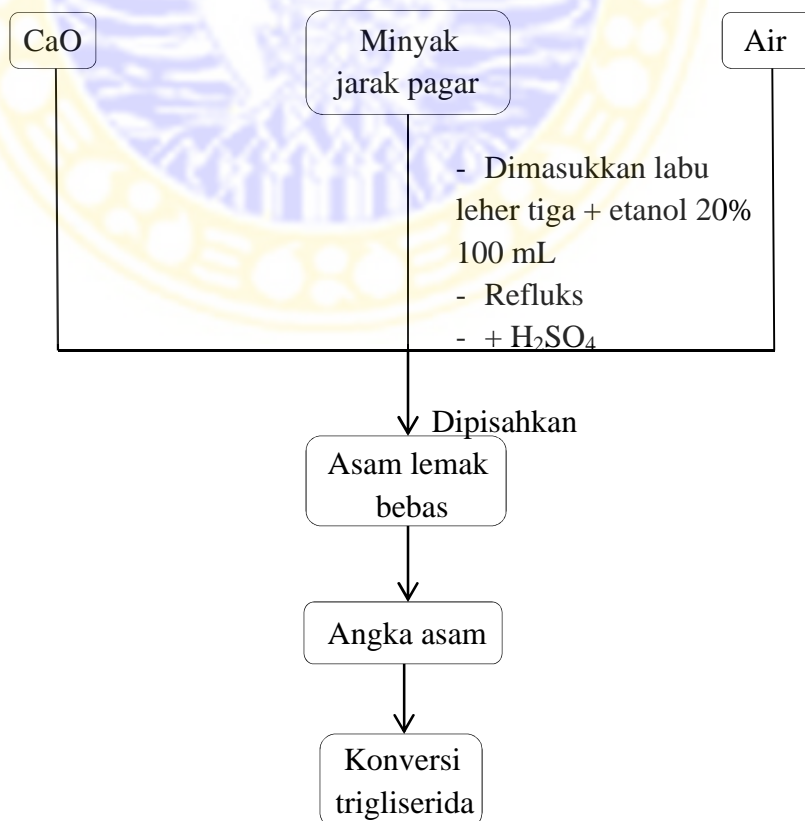 CaO
Minyak
jarak pagar
Air
- Dimasukkan labu
leher tiga + etanol 20%
100 mL
- Refluks
- + H₂SO₄
Dipisahkan
Asam lemak
bebas
Angka asam
Konversi
trigliserida